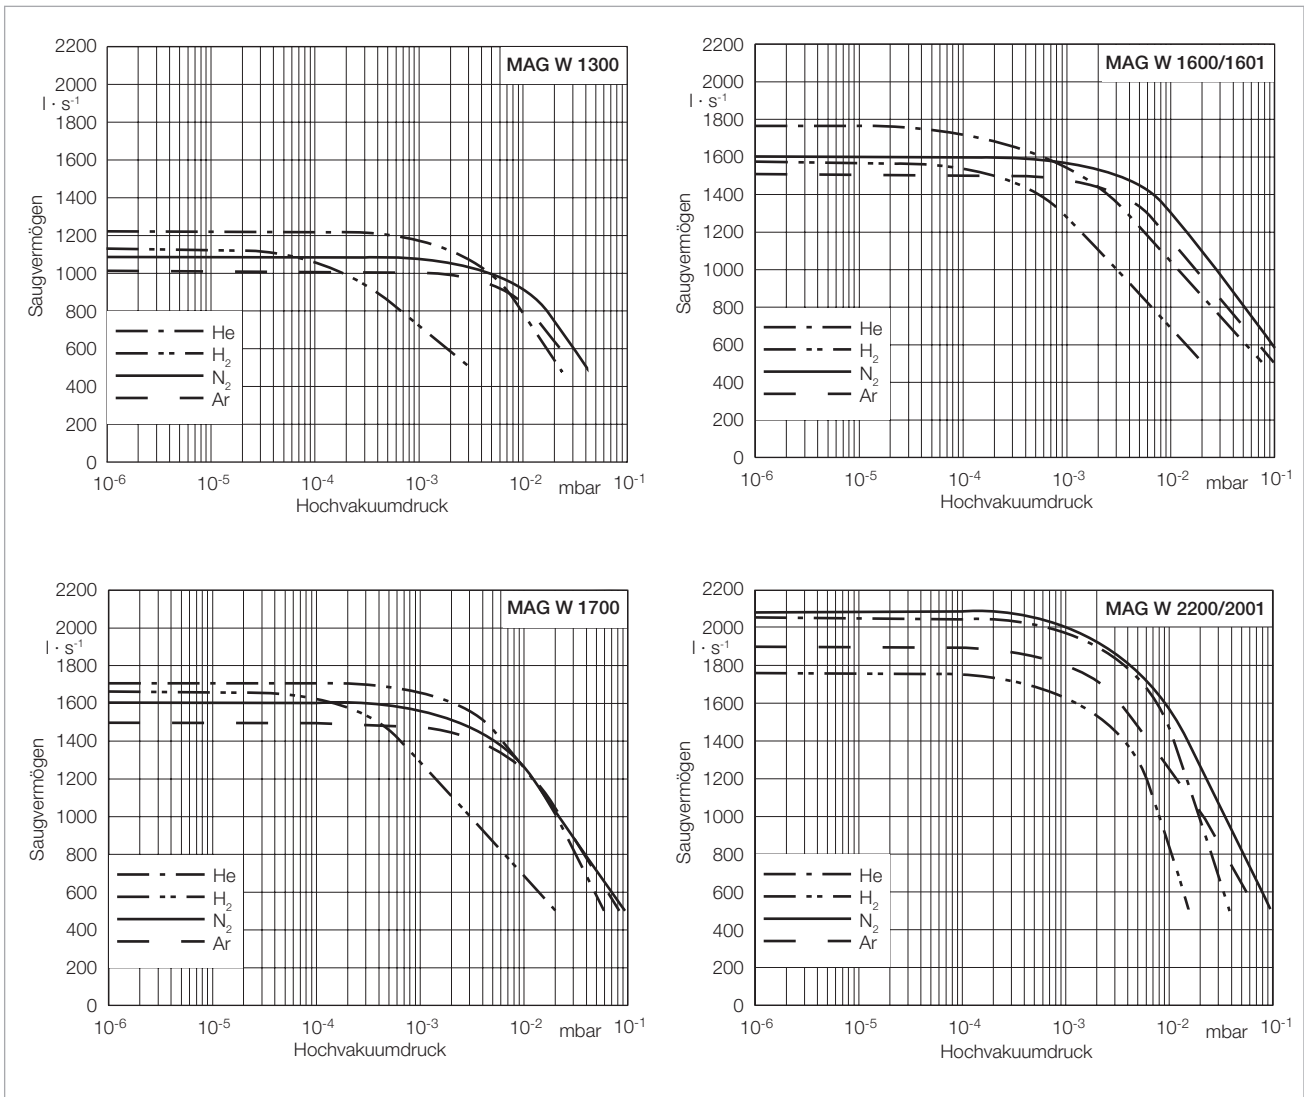 MAG W 1300
2200
2000
l · s⁻¹
1800
1600
1400
1200
1000
800
600
400
200
0
Saugvermögen
He
H₂
N₂
Ar
10⁻⁶ 10⁻⁵ 10⁻⁴ 10⁻³ 10⁻² mbar 10⁻¹
Hochvakuumdruck
MAG W 1600/1601
2200
2000
l · s⁻¹
1800
1600
1400
1200
1000
800
600
400
200
0
Saugvermögen
He
H₂
N₂
Ar
10⁻⁶ 10⁻⁵ 10⁻⁴ 10⁻³ 10⁻² mbar 10⁻¹
Hochvakuumdruck
MAG W 1700
2200
2000
l · s⁻¹
1800
1600
1400
1200
1000
800
600
400
200
0
Saugvermögen
He
H₂
N₂
Ar
10⁻⁶ 10⁻⁵ 10⁻⁴ 10⁻³ 10⁻² mbar 10⁻¹
Hochvakuumdruck
MAG W 2200/2001
2200
2000
l · s⁻¹
1800
1600
1400
1200
1000
800
600
400
200
0
Saugvermögen
He
H₂
N₂
Ar
10⁻⁶ 10⁻⁵ 10⁻⁴ 10⁻³ 10⁻² mbar 10⁻¹
Hochvakuumdruck